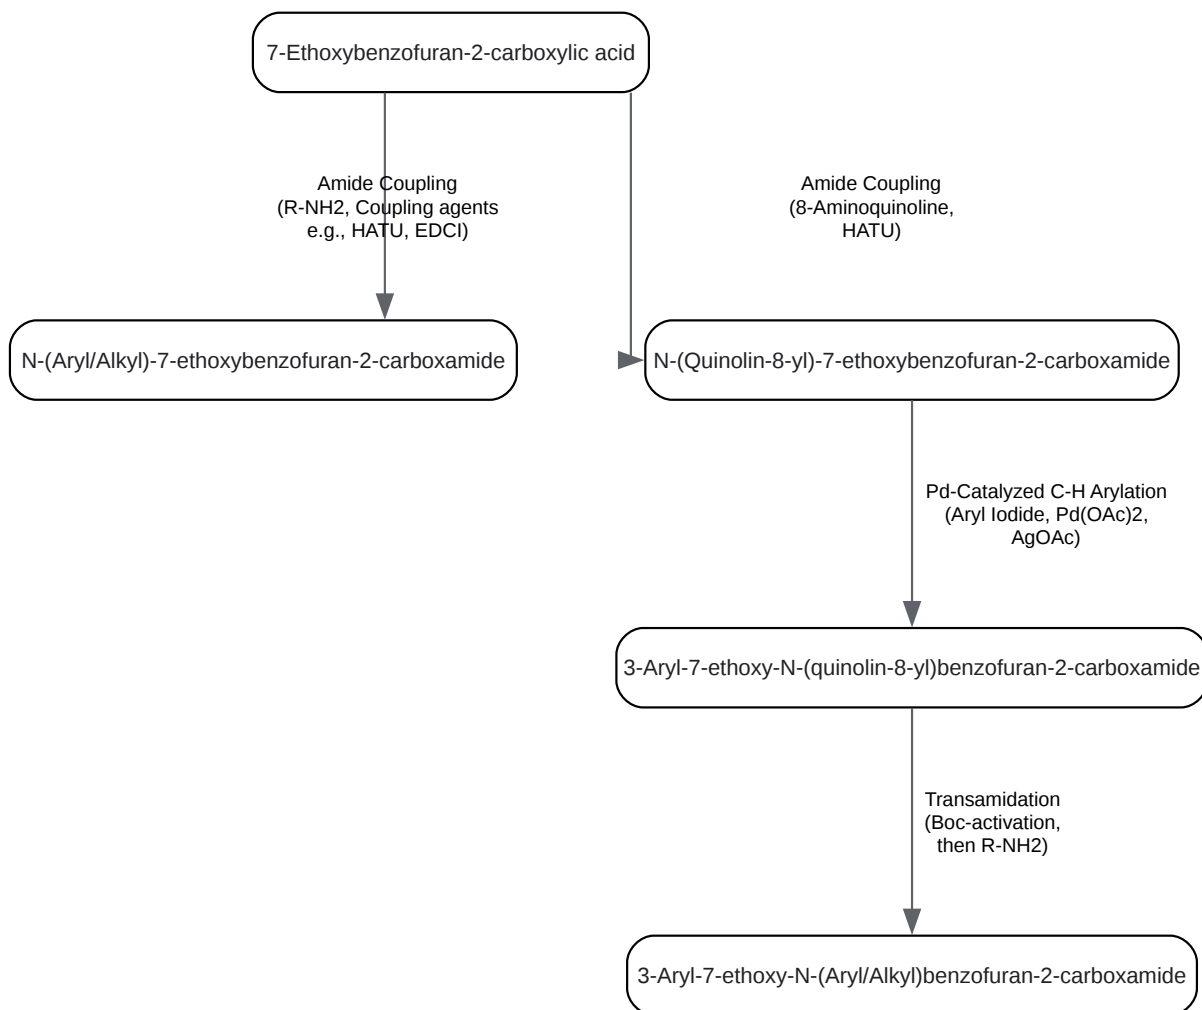 7-Ethoxybenzofuran-2-carboxylic acid
Amide Coupling
(R-NH2, Coupling agents
e.g., HATU, EDCI)
Amide Coupling
(8-Aminoquinoline,
HATU)
N-(Aryl/Alkyl)-7-ethoxybenzofuran-2-carboxamide
N-(Quinolin-8-yl)-7-ethoxybenzofuran-2-carboxamide
Pd-Catalyzed C-H Arylation
(Aryl Iodide, Pd(OAc)2,
AgOAc)
3-Aryl-7-ethoxy-N-(quinolin-8-yl)benzofuran-2-carboxamide
Transamidation
(Boc-activation,
then R-NH2)
3-Aryl-7-ethoxy-N-(Aryl/Alkyl)benzofuran-2-carboxamide